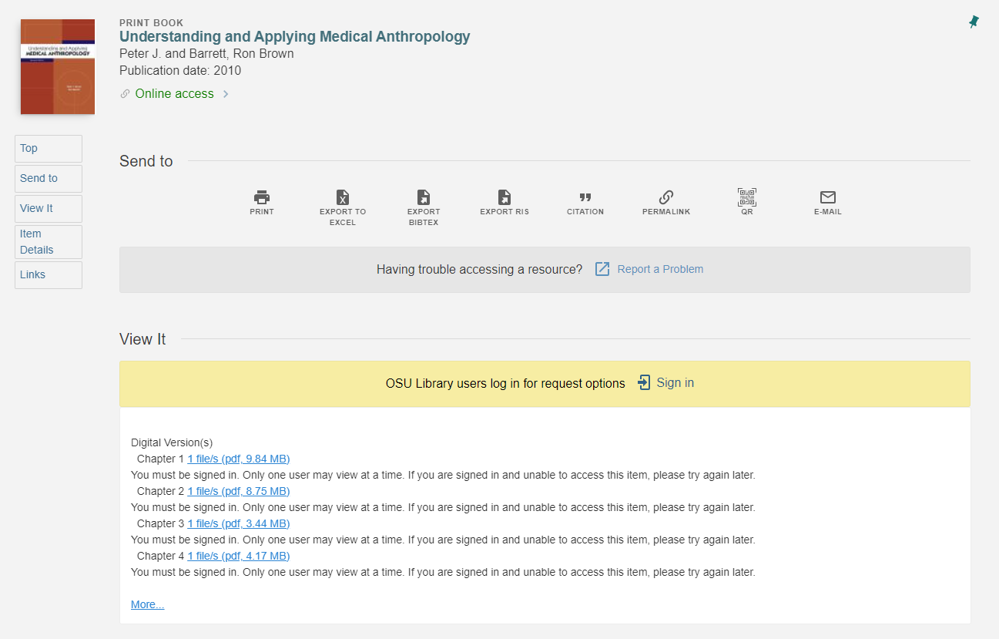 Understanding and Applying
MEDICAL ANTHROPOLOGY
PRINT BOOK
Understanding and Applying Medical Anthropology
Peter J. and Barrett, Ron Brown
Publication date: 2010
Online access
Top
Send to
View It
Item
Details
Links
Send to
PRINT
EXPORT TO
EXCEL
EXPORT
BIBTEX
EXPORT RIS
CITATION
PERMALINK
QR
E-MAIL
Having trouble accessing a resource? Report a Problem
View It
OSU Library users log in for request options Sign in
Digital Version(s)
Chapter 1 1 file/s (pdf, 9.84 MB)
You must be signed in. Only one user may view at a time. If you are signed in and unable to access this item, please try again later.
Chapter 2 1 file/s (pdf, 8.75 MB)
You must be signed in. Only one user may view at a time. If you are signed in and unable to access this item, please try again later.
Chapter 3 1 file/s (pdf, 3.44 MB)
You must be signed in. Only one user may view at a time. If you are signed in and unable to access this item, please try again later.
Chapter 4 1 file/s (pdf, 4.17 MB)
You must be signed in. Only one user may view at a time. If you are signed in and unable to access this item, please try again later.
More...